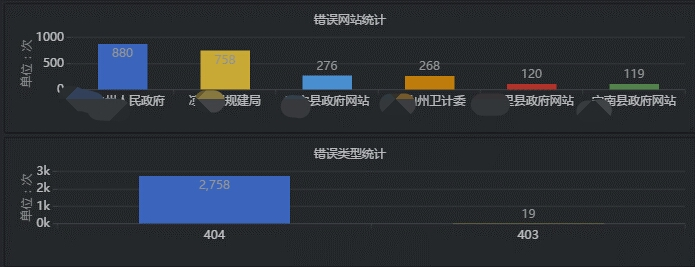 错误网站统计
单位：次
1000
500
0
880
758
276
268
120
119
州人民政府
规建局
县政府网站
州卫计委
县政府网站
南县政府网站
错误类型统计
单位：次
3k
2k
1k
0k
2,758
19
404
403